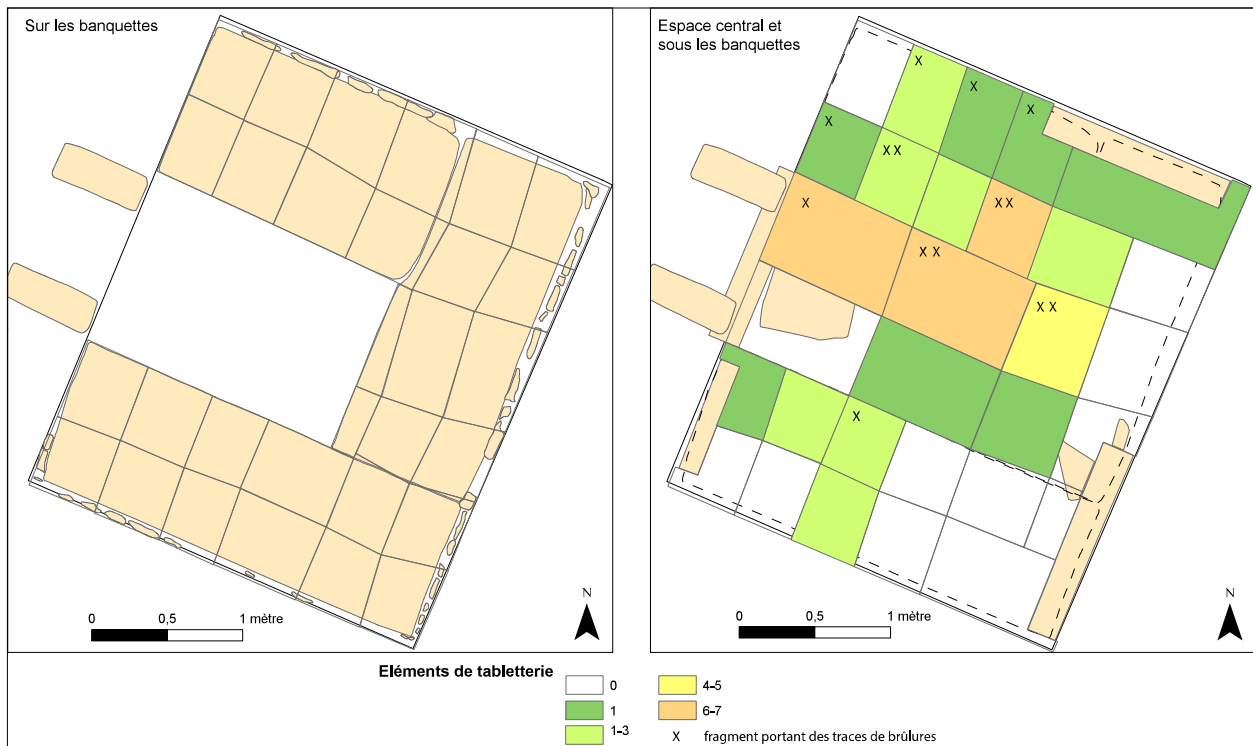 Sur les banquettes
Espace central et
sous les banquettes
X
X
X
X
X
X X
X
X X
X X
X X
X
0 0,5 1 mètre
N
0 0,5 1 mètre
N
Eléments de tabletterie
0
1
1-3
4-5
6-7
X fragment portant des traces de brûlures